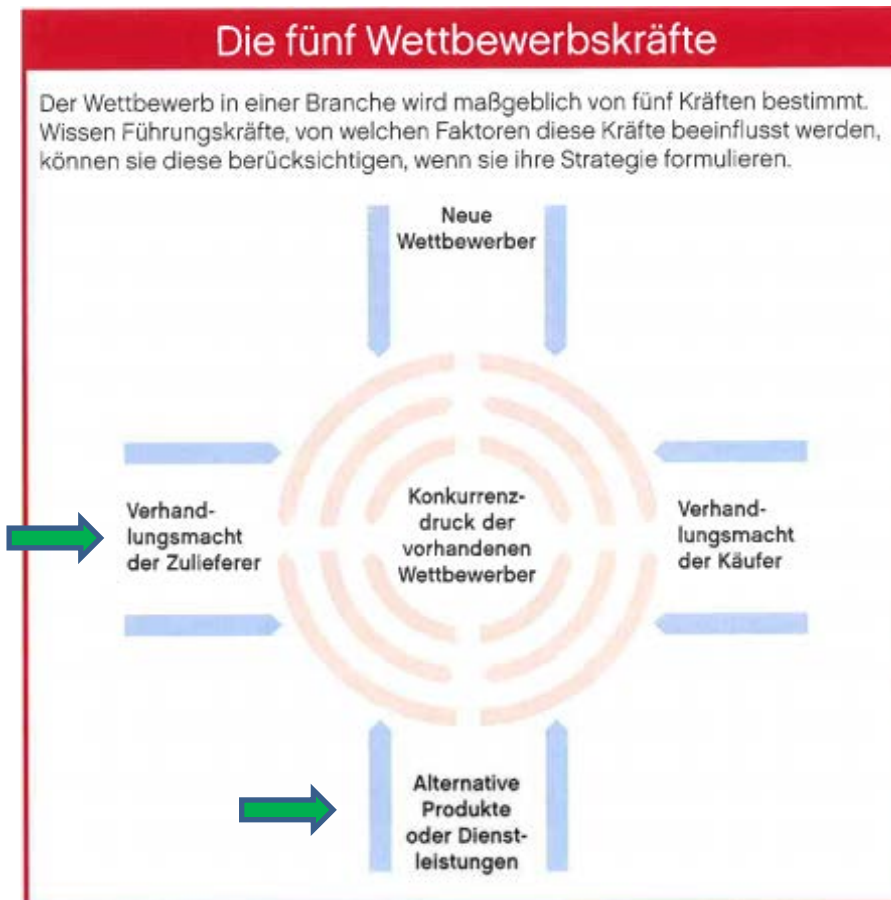 Die fünf Wettbewerbskräfte
Der Wettbewerb in einer Branche wird maßgeblich von fünf Kräften bestimmt.
Wissen Führungskräfte, von welchen Faktoren diese Kräfte beeinflusst werden,
können sie diese berücksichtigen, wenn sie ihre Strategie formulieren.
Neue
Wettbewerber
Verhand-
lungsmacht
der Zulieferer
Konkurrenz-
druck der
vorhandenen
Wettbewerber
Verhand-
lungsmacht
der Käufer
Alternative
Produkte
oder Dienst-
leistungen